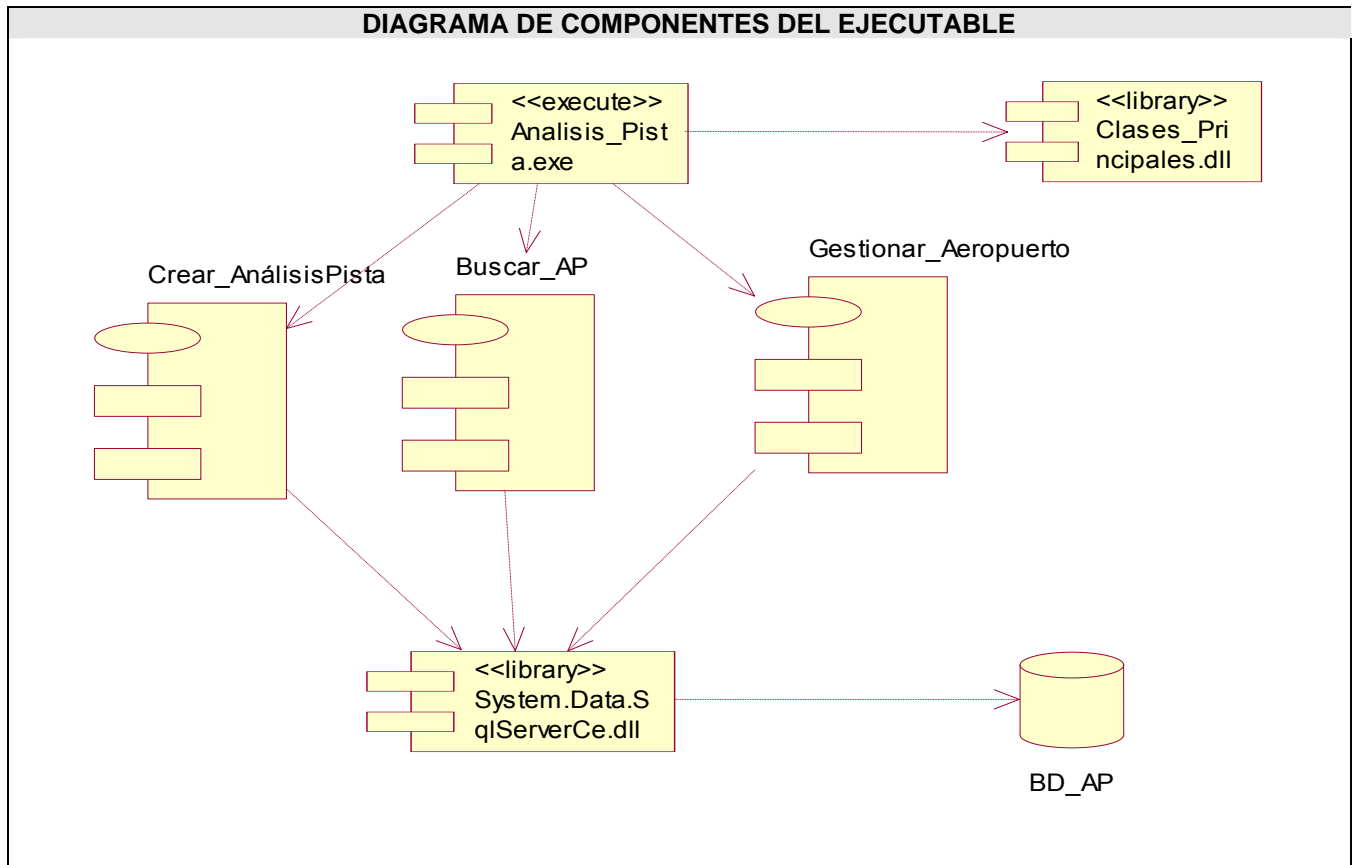 DIAGRAMA DE COMPONENTES DEL EJECUTABLE
<<execute>>
Analisis_Pist
a.exe
<<library>>
Clases_Pri
ncipales.dll
Crear_AnálisisPista
Buscar_AP
Gestionar_Aeropuerto
<<library>>
System.Data.S
qlServerCe.dll
BD_AP